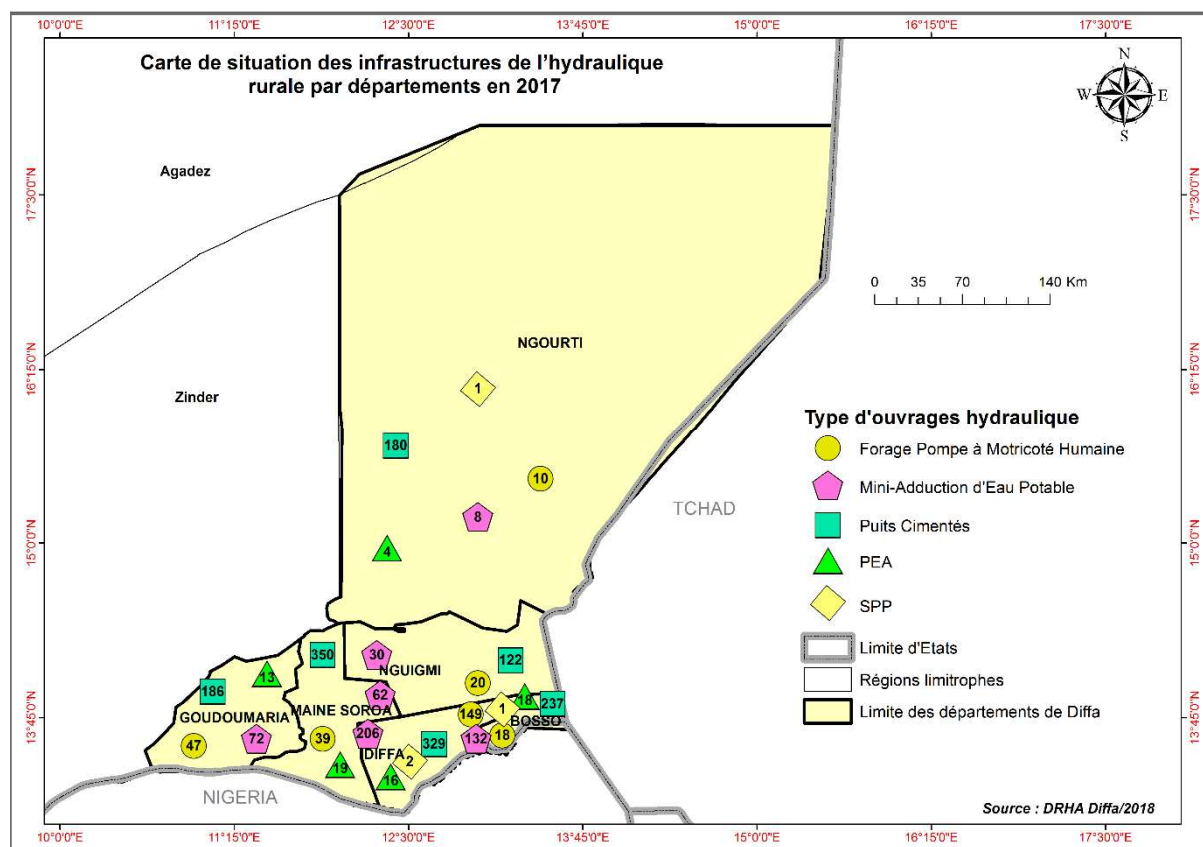 10°0'0"E 11°15'0"E 12°30'0"E 13°45'0"E 15°0'0"E 16°15'0"E 17°30'0"E
Carte de situation des infrastructures de l'hydraulique
rurale par départements en 2017
N
W E
S
Agadez
17°30'0"N 17°30'0"N
0 35 70 140 Km
NGOURTI
16°15'0"N 16°15'0"N
1
Zinder
Type d'ouvrages hydraulique
180
Forage Pompe à Motricoté Humaine
10
Mini-Adduction d'Eau Potable
8
TCHAD
Puits Cimentés
15°0'0"N 15°0'0"N
4
PEA
SPP
Limite d'Etats
350 30 122
NGUIGMI
13
Régions limitrophes
20
186
62
18
237
Limite des départements de Diffa
GOUDOUMARIA MAINE SOROA
149 1
BOSSO
13°45'0"N 13°45'0"N
47 72 39 206 329 132 18
DIFFA
2
19 16
NIGERIA
Source : DRHA Diffa/2018
10°0'0"E 11°15'0"E 12°30'0"E 13°45'0"E 15°0'0"E 16°15'0"E 17°30'0"E